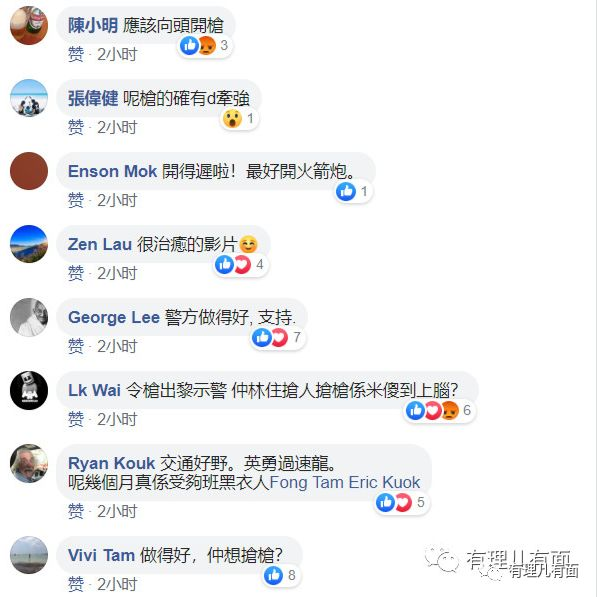 陳小明 應該向頭開槍
3
赞 · 2小时
張偉健 呢槍的確有d牽強
1
赞 · 2小时
Enson Mok 開得遲啦！最好開火箭炮。
1
赞 · 2小时
Zen Lau 很治癒的影片
4
赞 · 2小时
George Lee 警方做得好, 支持.
7
赞 · 2小时
Lk Wai 令槍出黎示警 仲林住搶人搶槍係米傻到上腦?
6
赞 · 2小时
Ryan Kouk 交通好野。英勇過速龍。
呢幾個月真係受夠班黑衣人Fong Tam Eric Kuok
5
赞 · 2小时
Vivi Tam 做得好，仲想搶槍？
8
赞 · 2小时
有理儿有面
有理儿有面